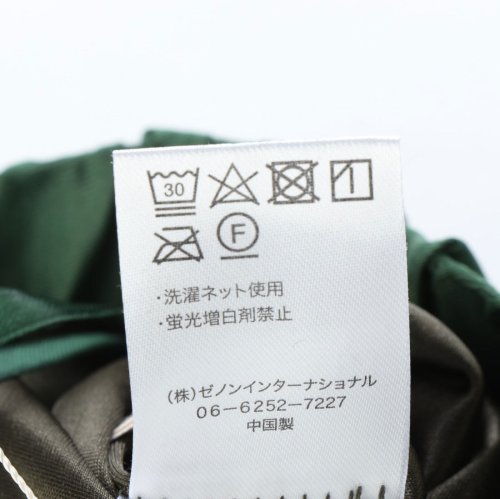 30
F
・洗濯ネット使用
・蛍光増白剤禁止
(株)ゼノンインターナショナル
06-6252-7227
中国製